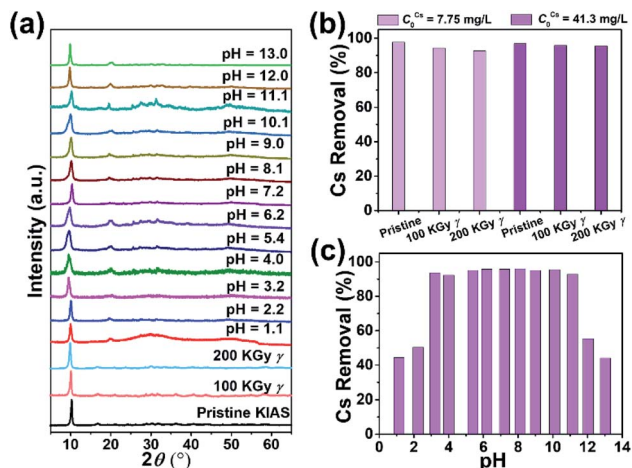 (a)
Intensity (a.u.)
pH = 13.0
pH = 12.0
pH = 11.1
pH = 10.1
pH = 9.0
pH = 8.1
pH = 7.2
pH = 6.2
pH = 5.4
pH = 4.0
pH = 3.2
pH = 2.2
pH = 1.1
200 KGy γ
100 KGy γ
Pristine KIAS
10 20 30 40 50 60
2θ (°)
(b)
C₀ᶜˢ = 7.75 mg/L C₀ᶜˢ = 41.3 mg/L
Cs Removal (%)
100
80
60
40
20
0
Pristine 100 KGy γ 200 KGy γ Pristine 100 KGy γ 200 KGy γ
(c)
Cs Removal (%)
100
80
60
40
20
0
0 2 4 6 8 10 12 14
pH